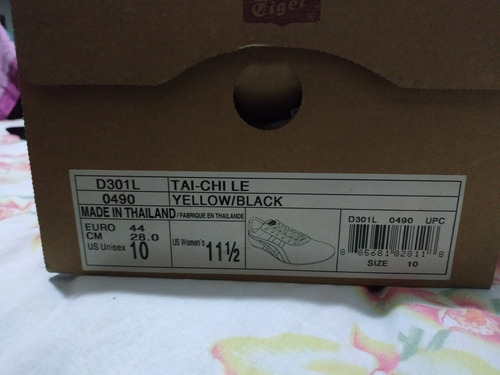 Tiger
D301L TAI-CHI LE
0490 YELLOW/BLACK
MADE IN THAILAND / FABRIQUE EN THAILANDE
EURO 44
CM 28.0
US Unisex 10
US Women's 11½
D301L 0490 UPC
8 85681 82811 8
SIZE 10